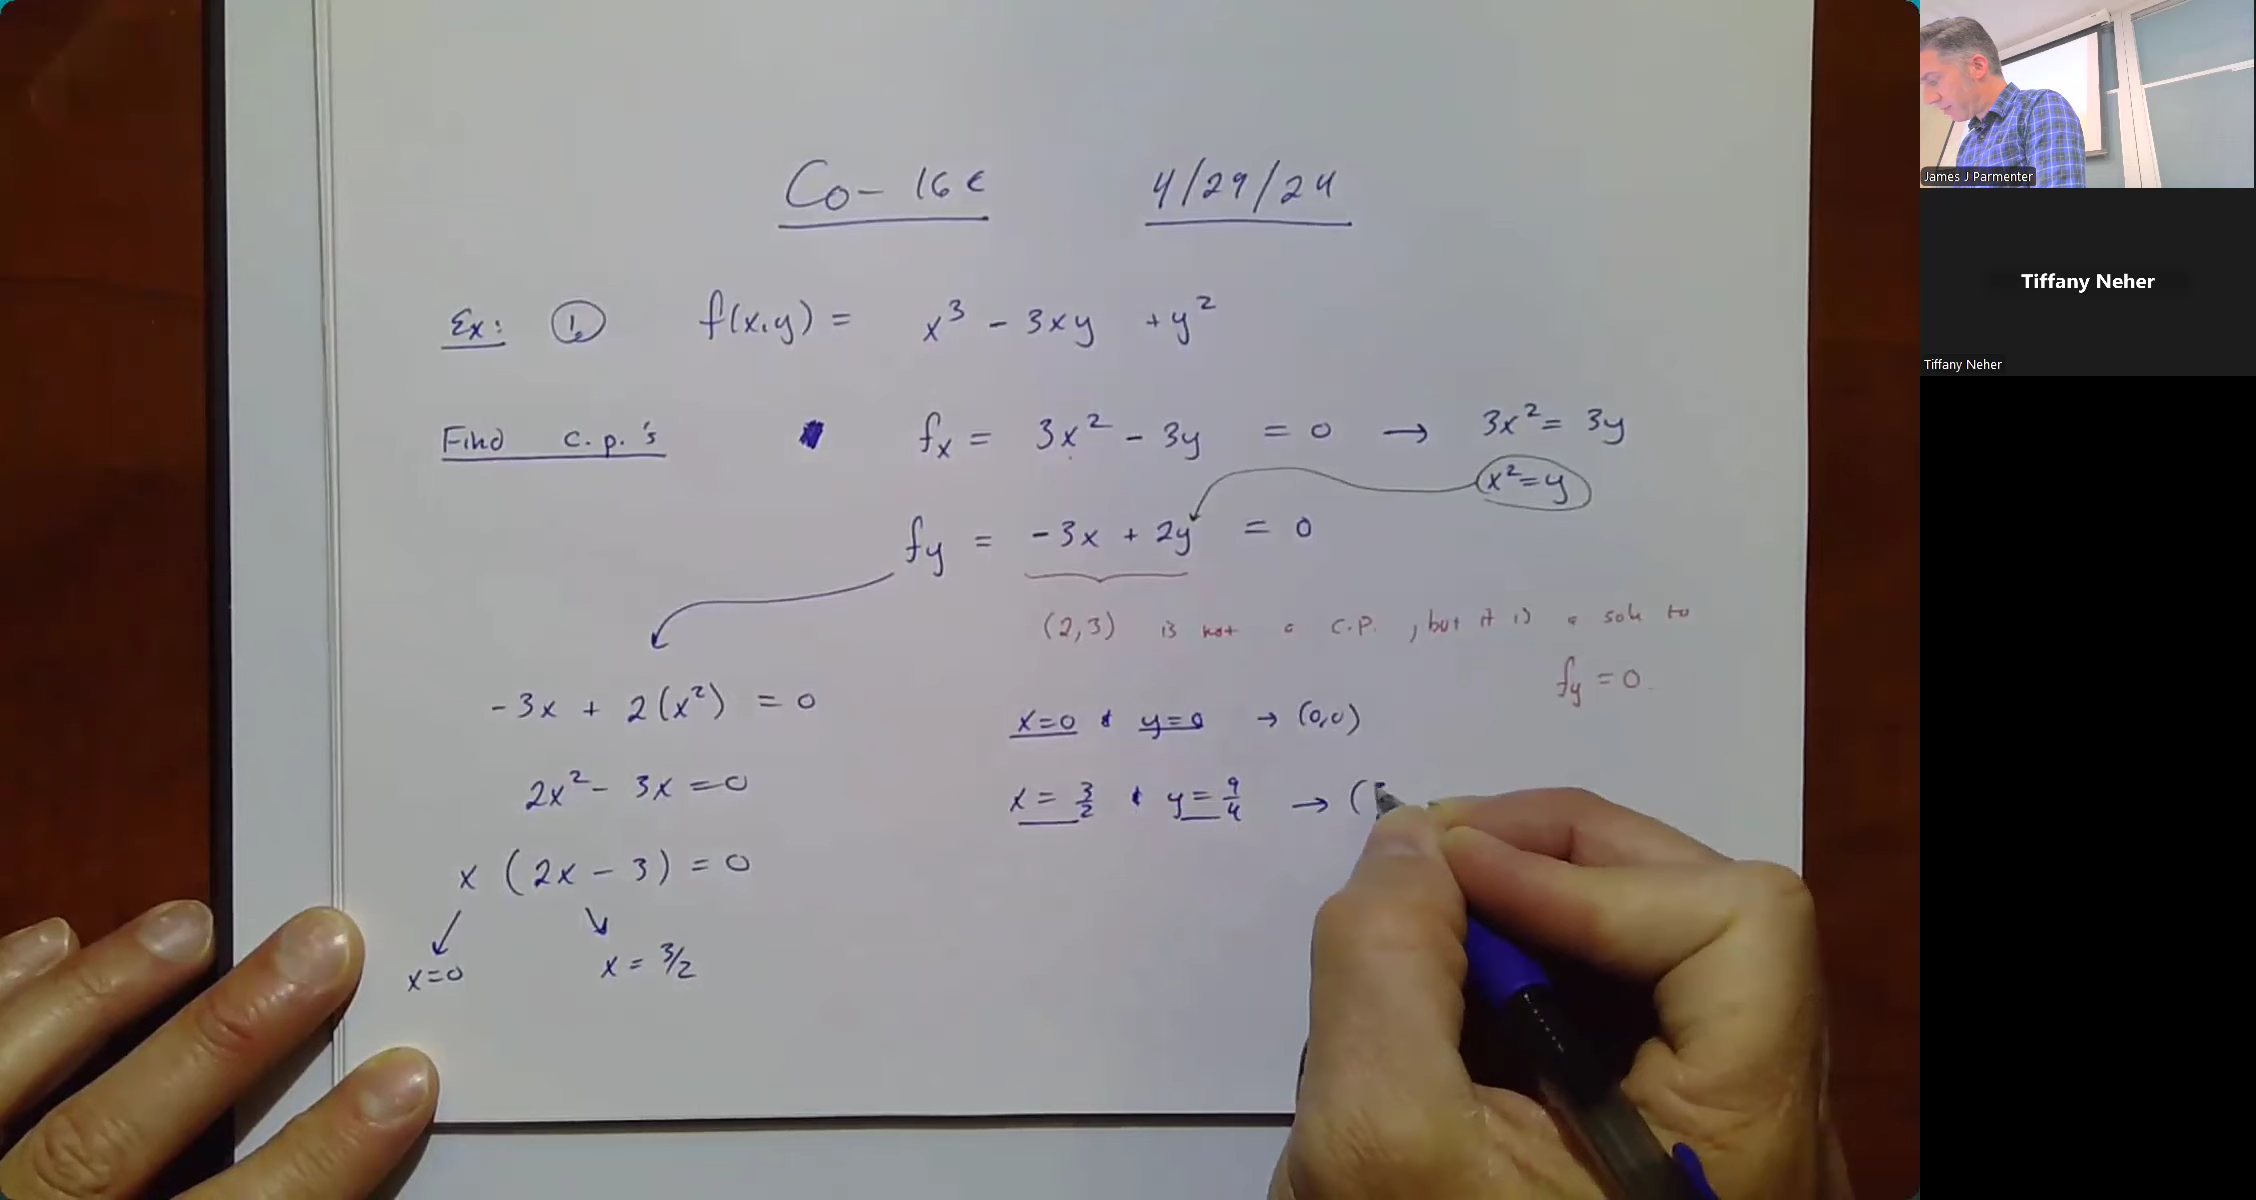 Co-16c 4/29/24
Ex: ① f(x,y) = x³ - 3xy + y²
Find c.p.'s fx = 3x² - 3y = 0 → 3x² = 3y
x² = y
fy = -3x + 2y = 0
(2,3) is not a c.p., but it is a soln to
fy = 0.
-3x + 2(x²) = 0
x=0 & y=0 → (0,0)
2x² - 3x = 0
x = 3/2 & y = 9/4 → (
x (2x - 3) = 0
x=0 x = 3/2
James J Parmenter
Tiffany Neher
Tiffany Neher